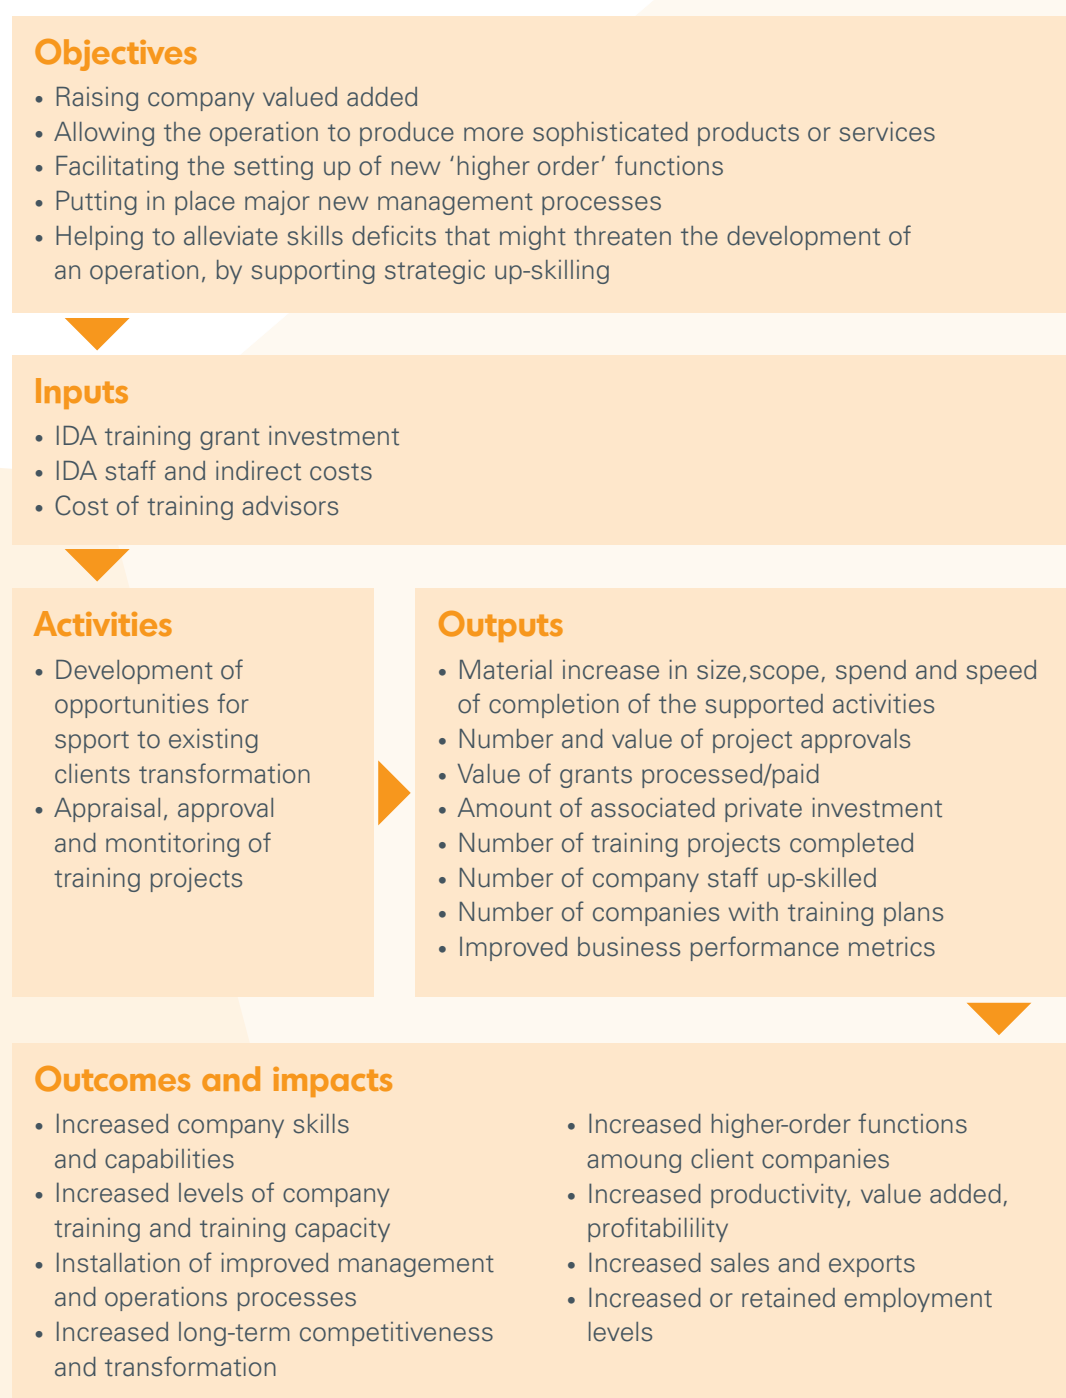 Objectives
• Raising company valued added
• Allowing the operation to produce more sophisticated products or services
• Facilitating the setting up of new ‘higher order’ functions
• Putting in place major new management processes
• Helping to alleviate skills deficits that might threaten the development of
an operation, by supporting strategic up-skilling
Inputs
• IDA training grant investment
• IDA staff and indirect costs
• Cost of training advisors
Activities
• Development of
opportunities for
spport to existing
clients transformation
• Appraisal, approval
and montitoring of
training projects
Outputs
• Material increase in size,scope, spend and speed
of completion of the supported activities
• Number and value of project approvals
• Value of grants processed/paid
• Amount of associated private investment
• Number of training projects completed
• Number of company staff up-skilled
• Number of companies with training plans
• Improved business performance metrics
Outcomes and impacts
• Increased company skills
and capabilities
• Increased levels of company
training and training capacity
• Installation of improved management
and operations processes
• Increased long-term competitiveness
and transformation
• Increased higher-order functions
amoung client companies
• Increased productivity, value added,
profitabilility
• Increased sales and exports
• Increased or retained employment
levels